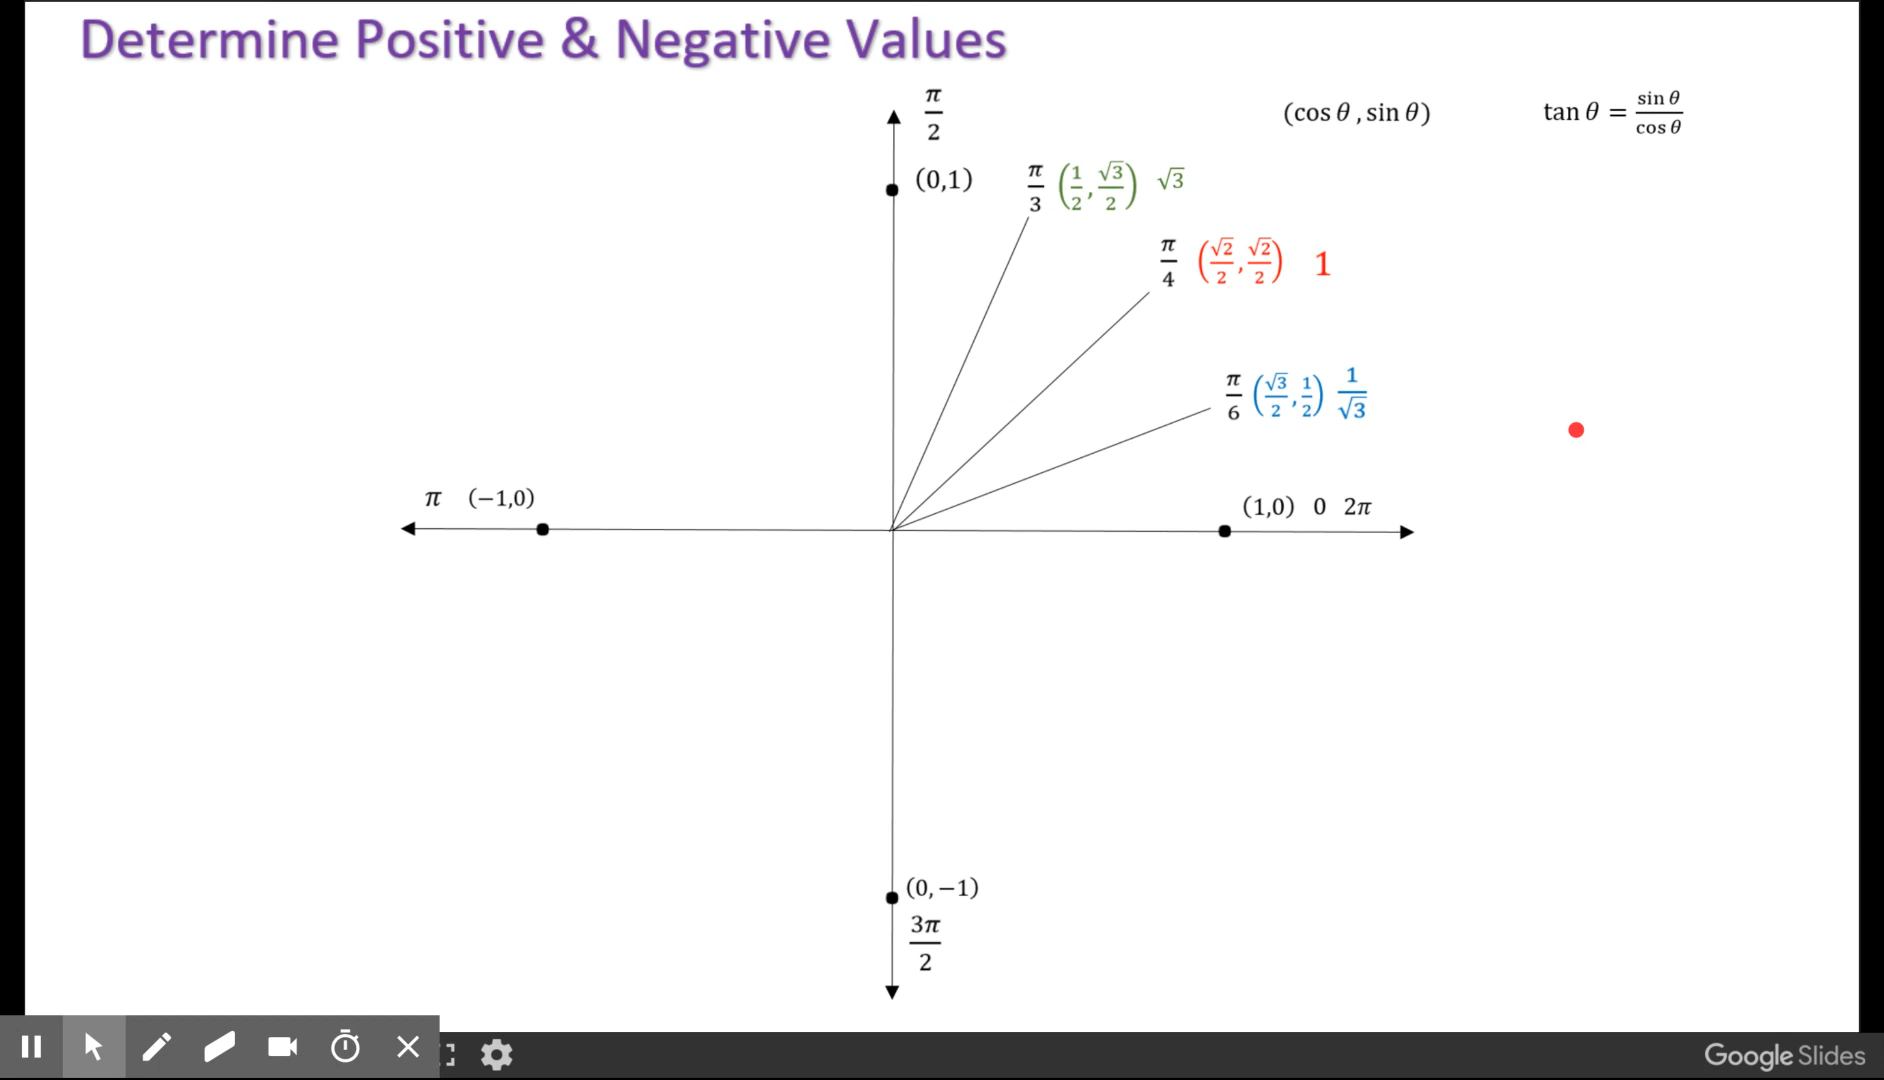 Determine Positive & Negative Values
π/2
(cos θ , sin θ)
tan θ = sin θ/cos θ
(0,1)
π/3 (1/2, √3/2) √3
π/4 (√2/2, √2/2) 1
π/6 (√3/2, 1/2) 1/√3
π (−1,0)
(1,0) 0 2π
(0, −1)
3π/2
Google Slides